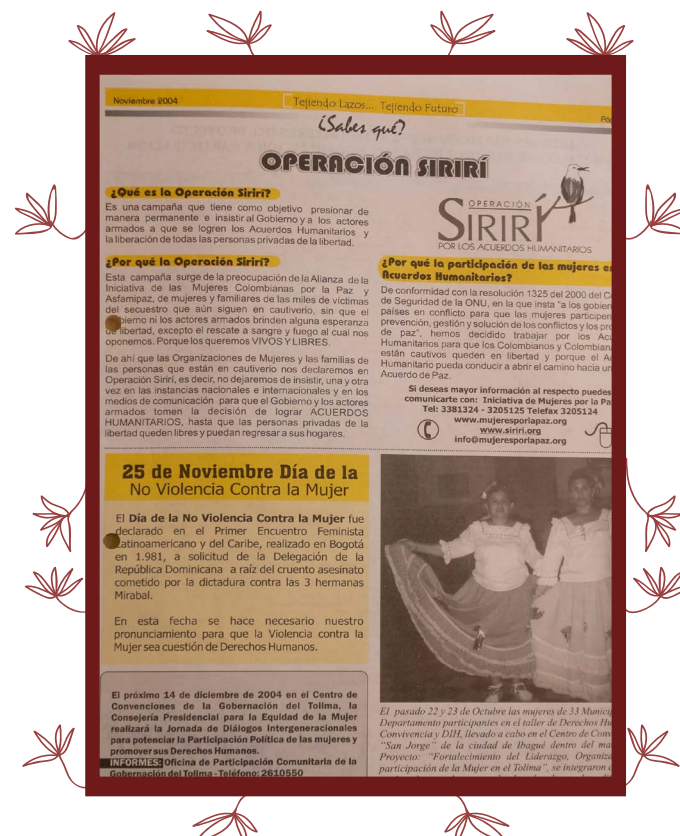 Noviembre 2004
Tejiendo Lazos... Tejiendo Futuro
¿Sabes qué?
OPERACIÓN SIRIRÍ
¿Qué es la Operación Sirirí?
Es una campaña que tiene como objetivo presionar de
manera permanente e insistir al Gobierno y a los actores
armados a que se logren los Acuerdos Humanitarios y
la liberación de todas las personas privadas de la libertad.
¿Por qué la Operación Sirirí?
Esta campaña surge de la preocupación de la Alianza de la
Iniciativa de las Mujeres Colombianas por la Paz y
Asfamipaz, de mujeres y familiares de las miles de víctimas
del secuestro que aún siguen en cautiverio, sin que el
ni los actores armados brinden alguna esperanza
libertad, excepto el rescate a sangre y fuego al cual nos
oponemos. Porque los queremos VIVOS Y LIBRES.
De ahí que las Organizaciones de Mujeres y las familias de
las personas que están en cautiverio nos declaremos en
Operación Sirirí, es decir, no dejaremos de insistir, una y otra
vez en las instancias nacionales e internacionales y en los
medios de comunicación para que el Gobierno y los actores
armados tomen la decisión de lograr ACUERDOS
HUMANITARIOS, hasta que las personas privadas de la
libertad queden libres y puedan regresar a sus hogares.
OPERACIÓN
SIRIRÍ
POR LOS ACUERDOS HUMANITARIOS
¿Por qué la participación de las mujeres en
Acuerdos Humanitarios?
De conformidad con la resolución 1325 del 2000 del
de Seguridad de la ONU, en la que insta "a los
países en conflicto para que las mujeres participen
prevención, gestión y solución de los conflictos y los
de paz", hemos decidido trabajar por los
Humanitarios para que los Colombianos y
están cautivos queden en libertad y porque el
Humanitario pueda conducir a abrir el camino hacia un
Acuerdo de Paz.
Si deseas mayor información al respecto puedes
comunicarte con: Iniciativa de Mujeres por la Paz
Tel: 3381324 - 3205125 Telefax 3205124
www.mujeresporlapaz.org
www.siriri.org
info@mujeresporlapaz.org
25 de Noviembre Día de la
No Violencia Contra la Mujer
El Día de la No Violencia Contra la Mujer fue
declarado en el Primer Encuentro Feminista
Latinoamericano y del Caribe, realizado en Bogotá
en 1.981, a solicitud de la Delegación de la
República Dominica a raíz del cruento asesinato
cometido por la dictadura contra las 3 hermanas
Mirabal.
En esta fecha se hace necesario nuestro
pronunciamiento para que la Violencia contra la
Mujer sea cuestión de Derechos Humanos.
El próximo 14 de diciembre de 2004 en el Centro de
Convenciones de la Gobernación del Tolima, la
Consejería Presidencial para la Equidad de la Mujer
realizará la Jornada de Diálogos Intergeneracionales
para potenciar la Participación Política de las mujeres y
promover sus Derechos Humanos.
INFORMES: Oficina de Participación Comunitaria de la
Gobernación del Tolima - Teléfono: 2610550
El pasado 22 y 23 de Octubre las mujeres de 33
Departamento participantes en el taller de Derechos
Convivencia y DIH, llevado a cabo en el Centro de
"San Jorge" de la ciudad de Ibagué dentro del
Proyecto: "Fortalecimiento del Liderazgo,
participación de la Mujer en el Tolima", se integraron